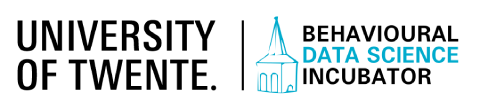 UNIVERSITY
OF TWENTE.
BEHAVIOURAL
DATA SCIENCE
INCUBATOR